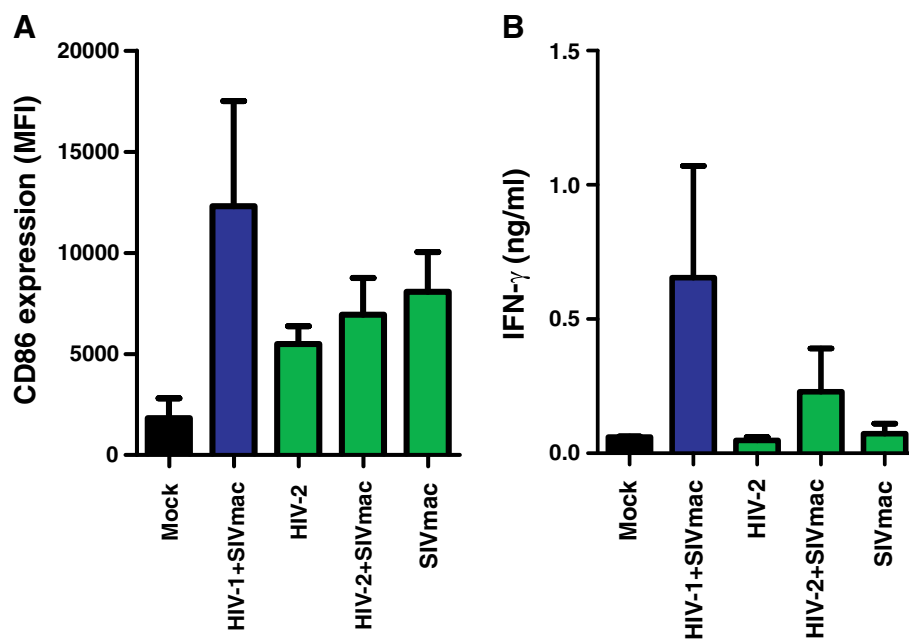 A
CD86 expression (MFI)
20000
15000
10000
5000
0
Mock
HIV-1+SIVmac
HIV-2
HIV-2+SIVmac
SIVmac
B
IFN-γ (ng/ml)
1.5
1.0
0.5
0.0
Mock
HIV-1+SIVmac
HIV-2
HIV-2+SIVmac
SIVmac